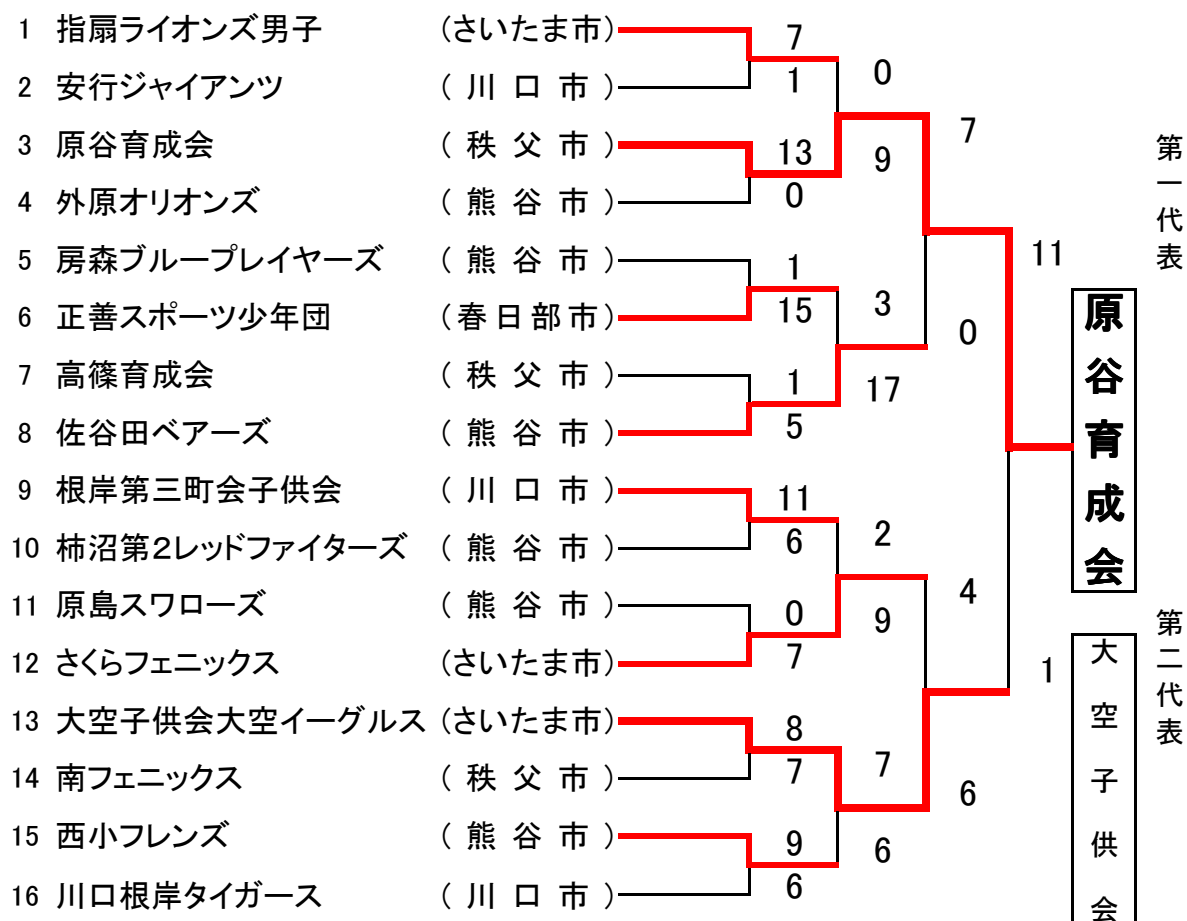 1 指扇ライオンズ男子 (さいたま市)
7
2 安行ジャイアンツ ( 川 口 市 )
1
0
3 原谷育成会 ( 秩 父 市 )
13
9
7
4 外原オリオンズ ( 熊 谷 市 )
0
5 房森ブループレイヤーズ ( 熊 谷 市 )
1
11
6 正善スポーツ少年団 (春日部市)
15
3
0
7 高篠育成会 ( 秩 父 市 )
1
17
8 佐谷田ベアーズ ( 熊 谷 市 )
5
9 根岸第三町会子供会 ( 川 口 市 )
11
10 柿沼第2レッドファイターズ ( 熊 谷 市 )
6
2
11 原島スワローズ ( 熊 谷 市 )
0
9
4
12 さくらフェニックス (さいたま市)
7
1
13 大空子供会大空イーグルス (さいたま市)
8
14 南フェニックス ( 秩 父 市 )
7
7
6
15 西小フレンズ ( 熊 谷 市 )
9
6
16 川口根岸タイガース ( 川 口 市 )
6
第一代表
原谷育成会
第二代表
大空子供会